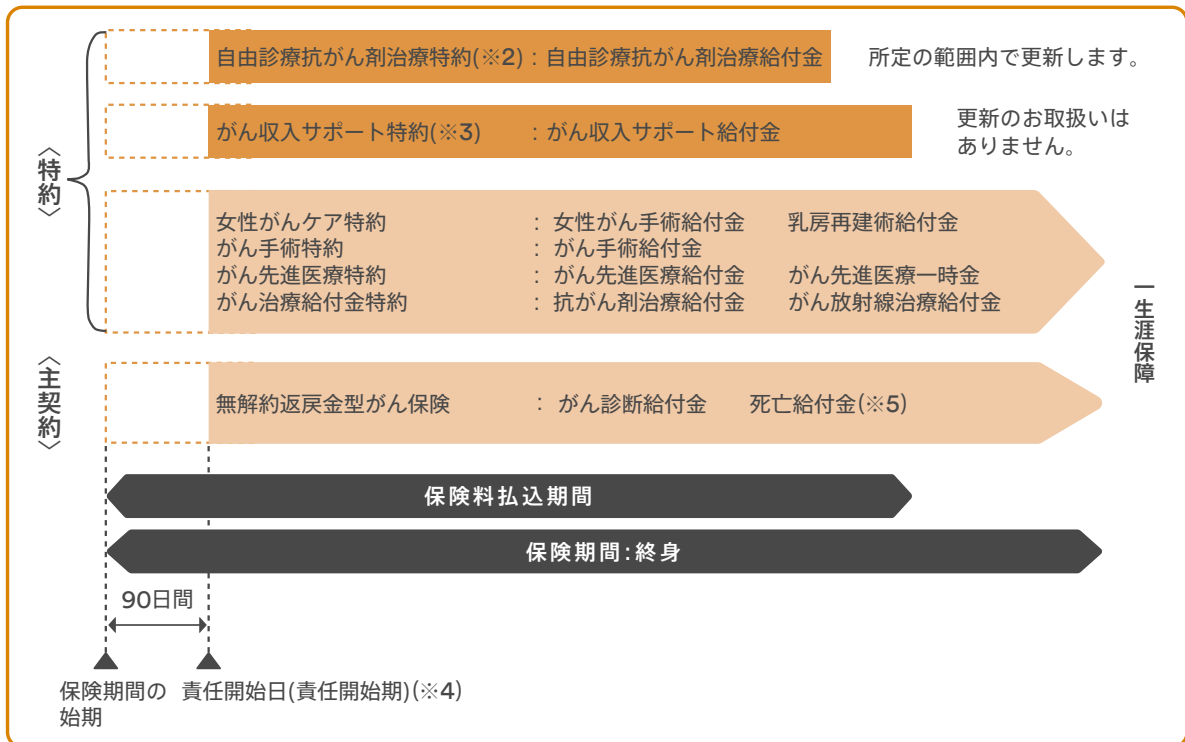 自由診療抗がん剤治療特約(※2)：自由診療抗がん剤治療給付金
所定の範囲内で更新します。
がん収入サポート特約(※3)：がん収入サポート給付金
更新のお取扱いは
ありません。
〈特約〉
女性がんケア特約：女性がん手術給付金 乳房再建術給付金
がん手術特約：がん手術給付金
がん先進医療特約：がん先進医療給付金 がん先進医療一時金
がん治療給付金特約：抗がん剤治療給付金 がん放射線治療給付金
一生涯保障
〈主契約〉
無解約返戻金型がん保険：がん診断給付金 死亡給付金(※5)
保険料払込期間
保険期間:終身
90日間
保険期間の
始期
責任開始日(責任開始期)(※4)